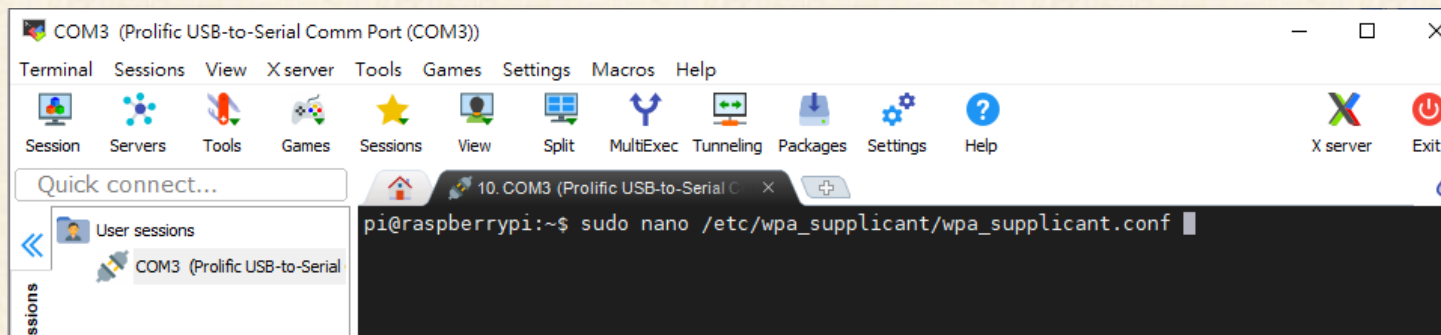 COM3 (Prolific USB-to-Serial Comm Port (COM3))
Terminal Sessions View X server Tools Games Settings Macros Help
Session Servers Tools Games Sessions View Split MultiExec Tunneling Packages Settings Help X server Exit
Quick connect...
10. COM3 (Prolific USB-to-Serial C
pi@raspberrypi:~$ sudo nano /etc/wpa_supplicant/wpa_supplicant.conf
User sessions
COM3 (Prolific USB-to-Serial
ssions